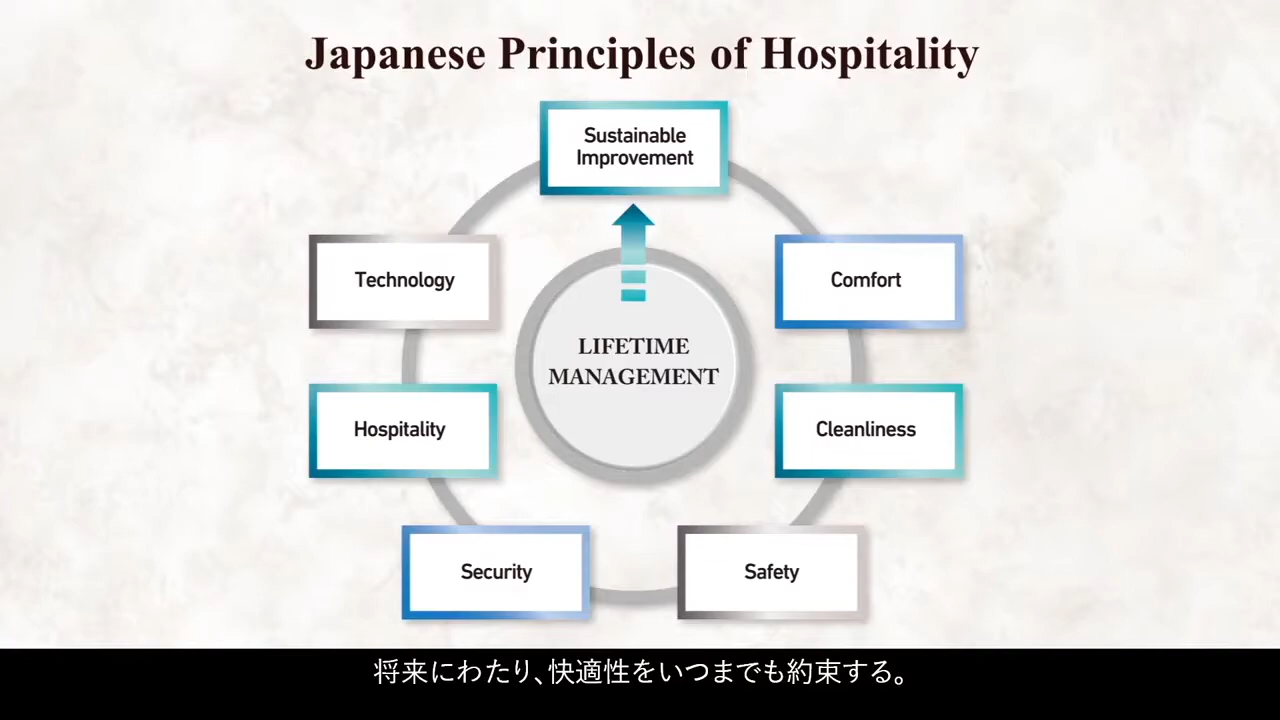 Japanese Principles of Hospitality
Sustainable
Improvement
Technology
Comfort
LIFETIME
MANAGEMENT
Hospitality
Cleanliness
Security
Safety
将来にわたり、快適性をいつまでも約束する。